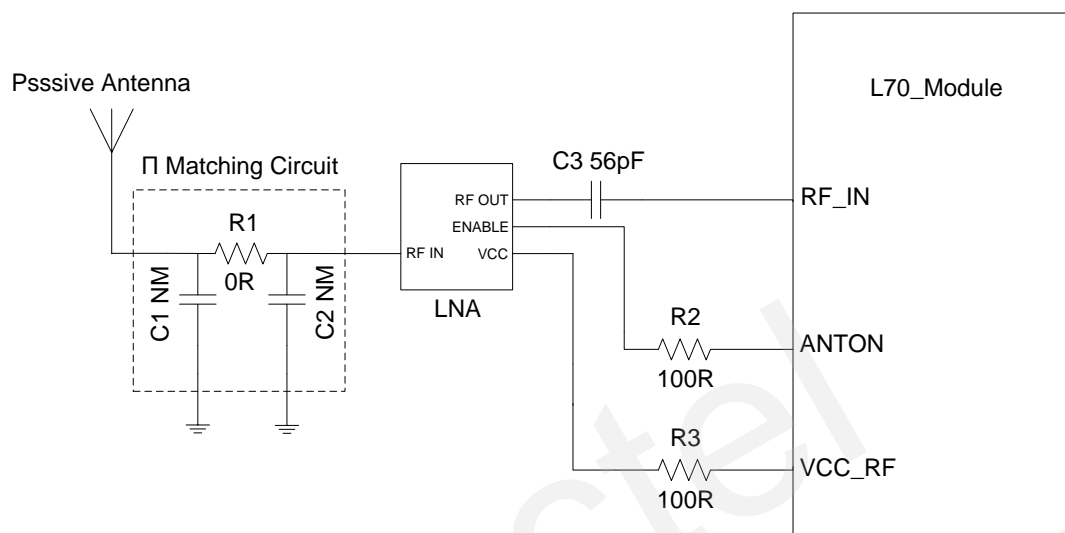 Psssive Antenna
Π Matching Circuit
R1
0R
C1 NM
C2 NM
RF IN
RF OUT
ENABLE
VCC
LNA
C3 56pF
L70_Module
RF_IN
R2
100R
ANTON
R3
100R
VCC_RF
ctel